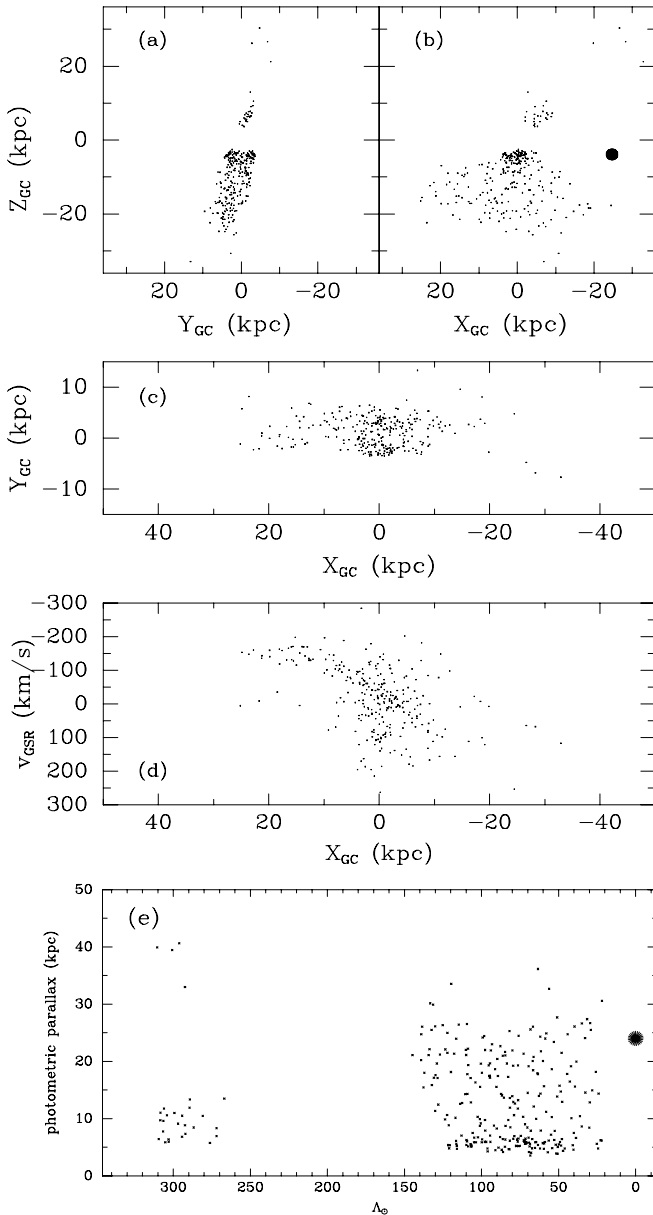 (a) (b)
20
0
−20
Z_GC (kpc)
20 0 −20 20 0 −20
Y_GC (kpc) X_GC (kpc)
(c)
10
0
−10
Y_GC (kpc)
40 20 0 −20 −40
X_GC (kpc)
−300
−200
−100
0
100
200
300
v_GSR (km/s)
(d)
40 20 0 −20 −40
X_GC (kpc)
(e)
50
40
30
20
10
0
photometric parallax (kpc)
300 250 200 150 100 50 0
Λ_⊙